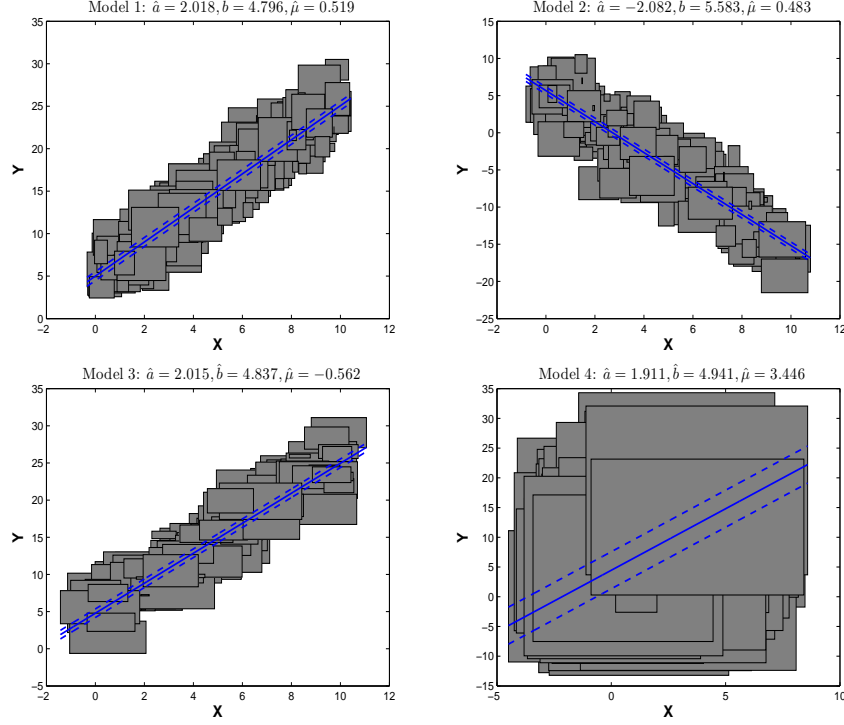 Model 1: â = 2.018, b = 4.796, μ̂ = 0.519
35
30
25
20
15
10
5
0
Y
-2 0 2 4 6 8 10 12
X
Model 2: â = −2.082, b = 5.583, μ̂ = 0.483
15
10
5
0
-5
-10
-15
-20
-25
Y
-2 0 2 4 6 8 10 12
X
Model 3: â = 2.015, b̂ = 4.837, μ̂ = −0.562
35
30
25
20
15
10
5
0
-5
Y
-2 0 2 4 6 8 10 12
X
Model 4: â = 1.911, b̂ = 4.941, μ̂ = 3.446
35
30
25
20
15
10
5
0
-5
-10
-15
Y
-5 0 5 10
X